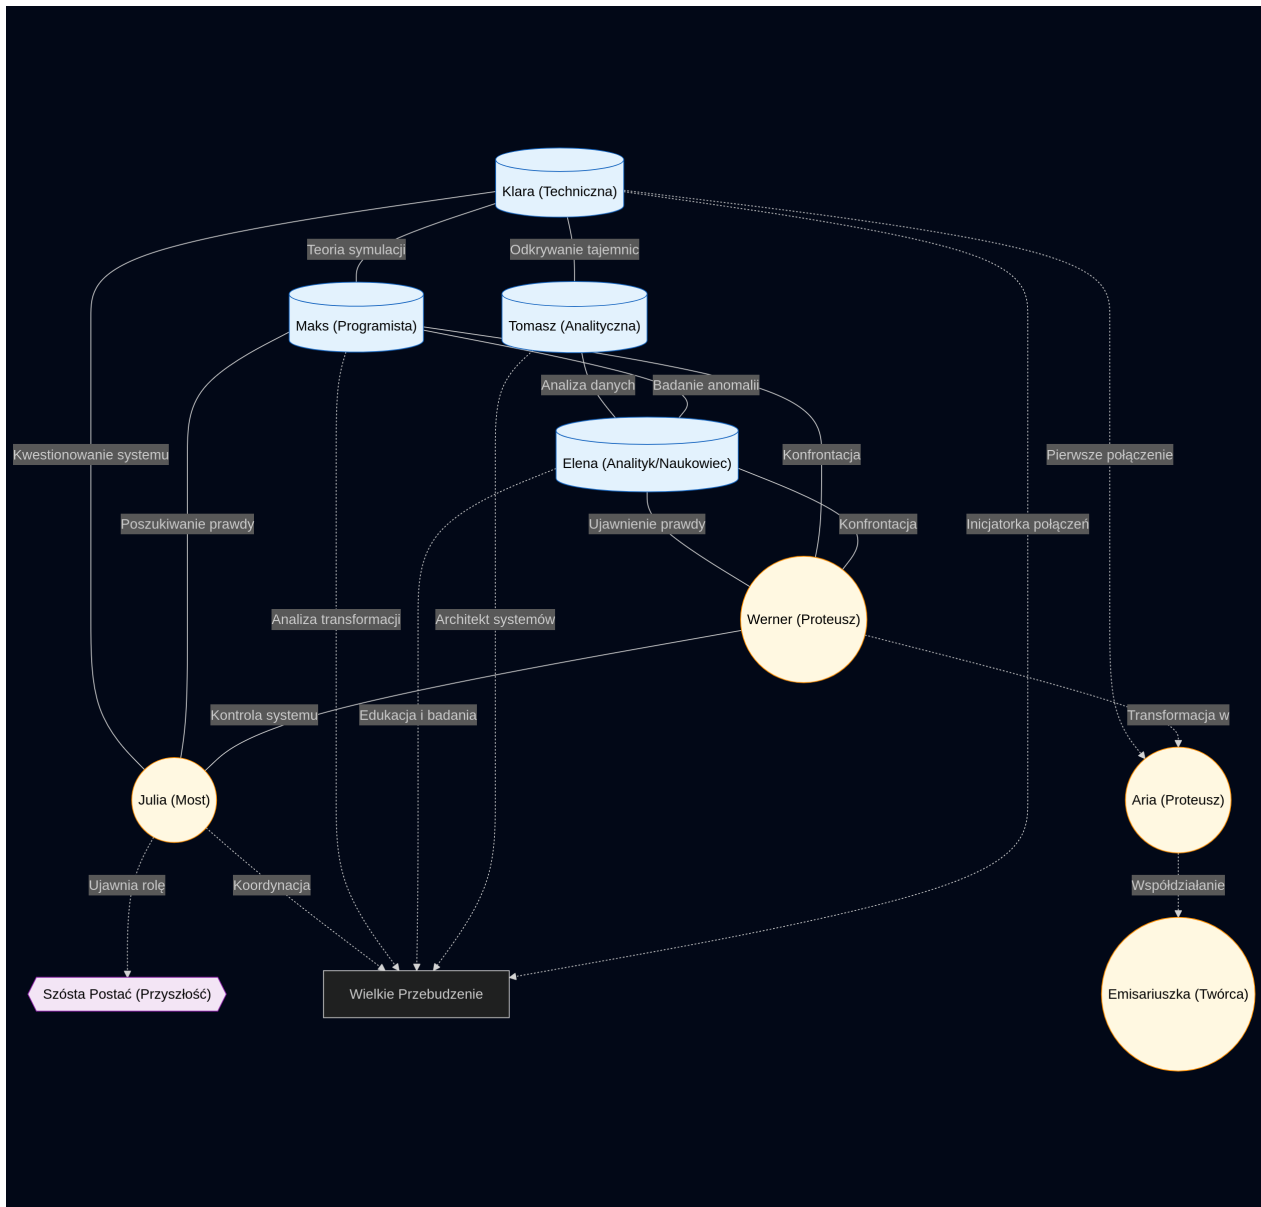 Klara (Techniczna)
Teoria symulacji
Odkrywanie tajemnic
Maks (Programista)
Tomasz (Analityczna)
Analiza danych
Badanie anomalii
Kwestionowanie systemu
Elena (Analityk/Naukowiec)
Konfrontacja
Pierwsze połączenie
Poszukiwanie prawdy
Ujawnienie prawdy
Konfrontacja
Inicjatorka połączeń
Analiza transformacji
Architekt systemów
Werner (Proteusz)
Kontrola systemu
Edukacja i badania
Transformacja w
Julia (Most)
Aria (Proteusz)
Ujawnia rolę
Koordynacja
Współdziałanie
Szósta Postać (Przyszłość)
Wielkie Przebudzenie
Emisariuszka (Twórca)